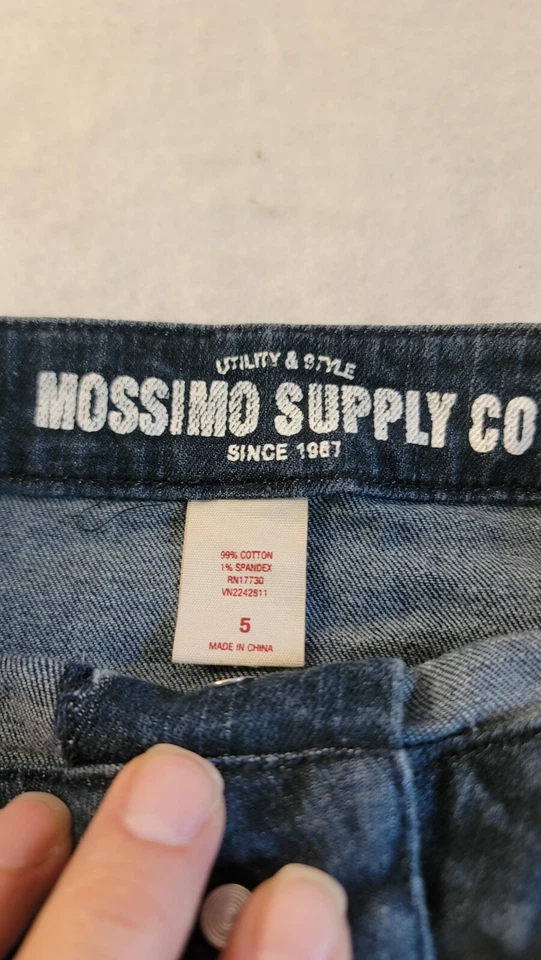 UTILITY & STYLE
MOSSIMO SUPPLY CO
SINCE 1987
99% COTTON
1% SPANDEX
RN17730
VN2242811
5
MADE IN CHINA